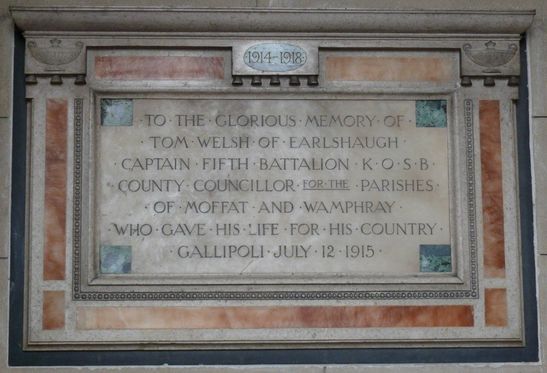 1914-1918
·TO·THE·GLORIOUS·MEMORY·OF·
TOM·WELSH·OF·EARLSHAUGH·
CAPTAIN·FIFTH·BATTALION·K·O·S·B·
COUNTY·COUNCILLOR·FOR·THE·PARISHES·
·OF·MOFFAT·AND·WAMPHRAY·
WHO·GAVE·HIS·LIFE·FOR·HIS·COUNTRY·
·GALLIPOLI·JULY·12·1915·